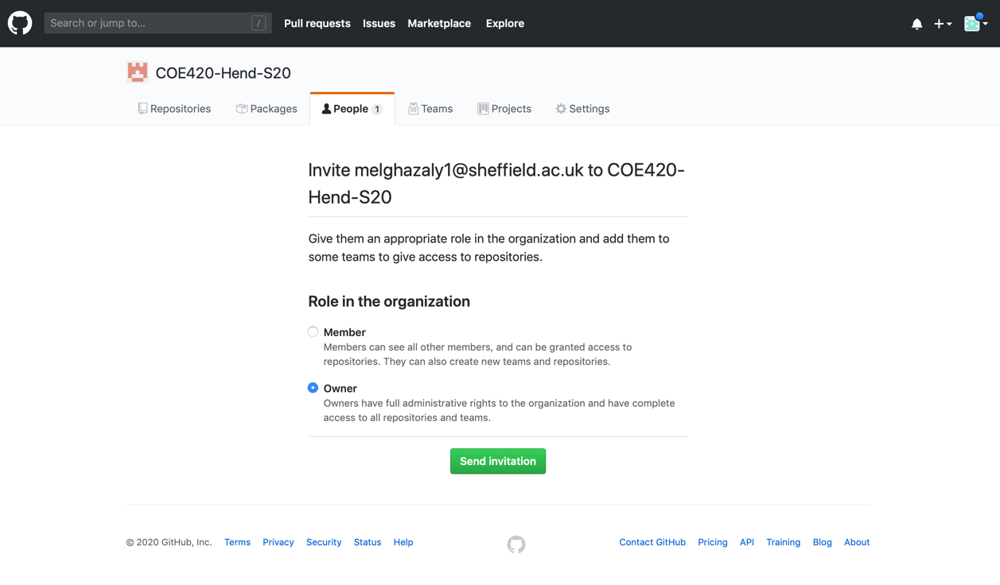 Search or jump to... /
Pull requests Issues Marketplace Explore
COE420-Hend-S20
Repositories Packages People 1 Teams Projects Settings
Invite melghazaly1@sheffield.ac.uk to COE420-
Hend-S20
Give them an appropriate role in the organization and add them to
some teams to give access to repositories.
Role in the organization
Member
Members can see all other members, and can be granted access to
repositories. They can also create new teams and repositories.
Owner
Owners have full administrative rights to the organization and have complete
access to all repositories and teams.
Send invitation
© 2020 GitHub, Inc. Terms Privacy Security Status Help Contact GitHub Pricing API Training Blog About